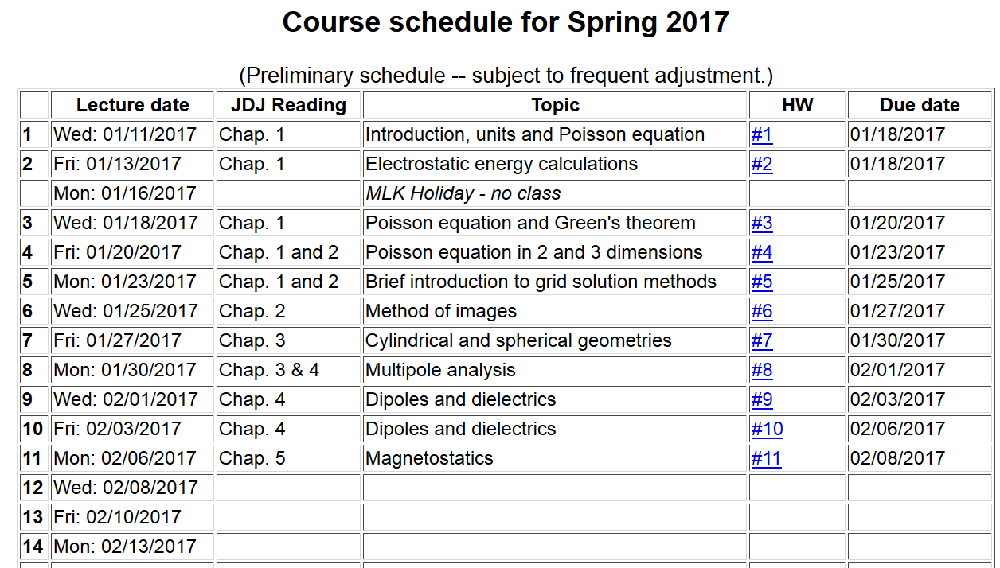 Course schedule for Spring 2017
(Preliminary schedule -- subject to frequent adjustment.)
Lecture date JDJ Reading Topic HW Due date
1 Wed: 01/11/2017 Chap. 1 Introduction, units and Poisson equation #1 01/18/2017
2 Fri: 01/13/2017 Chap. 1 Electrostatic energy calculations #2 01/18/2017
Mon: 01/16/2017 MLK Holiday - no class
3 Wed: 01/18/2017 Chap. 1 Poisson equation and Green's theorem #3 01/20/2017
4 Fri: 01/20/2017 Chap. 1 and 2 Poisson equation in 2 and 3 dimensions #4 01/23/2017
5 Mon: 01/23/2017 Chap. 1 and 2 Brief introduction to grid solution methods #5 01/25/2017
6 Wed: 01/25/2017 Chap. 2 Method of images #6 01/27/2017
7 Fri: 01/27/2017 Chap. 3 Cylindrical and spherical geometries #7 01/30/2017
8 Mon: 01/30/2017 Chap. 3 & 4 Multipole analysis #8 02/01/2017
9 Wed: 02/01/2017 Chap. 4 Dipoles and dielectrics #9 02/03/2017
10 Fri: 02/03/2017 Chap. 4 Dipoles and dielectrics #10 02/06/2017
11 Mon: 02/06/2017 Chap. 5 Magnetostatics #11 02/08/2017
12 Wed: 02/08/2017
13 Fri: 02/10/2017
14 Mon: 02/13/2017